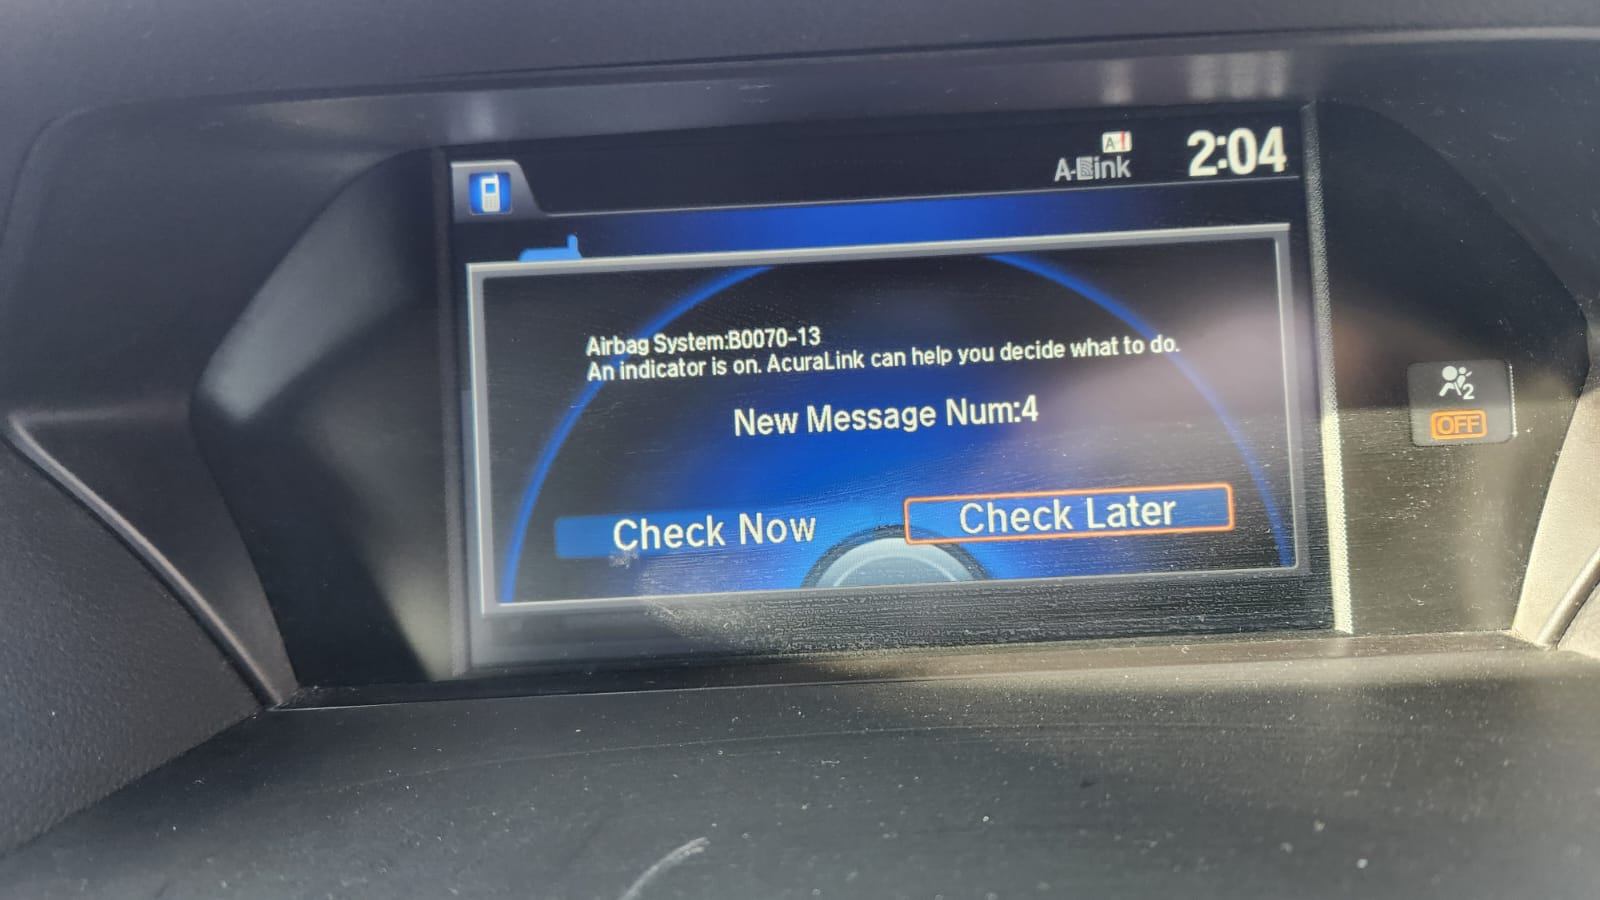 A-Link
2:04
Airbag System:B0070-13
An indicator is on. AcuraLink can help you decide what to do.
New Message Num:4
Check Now
Check Later
2
OFF